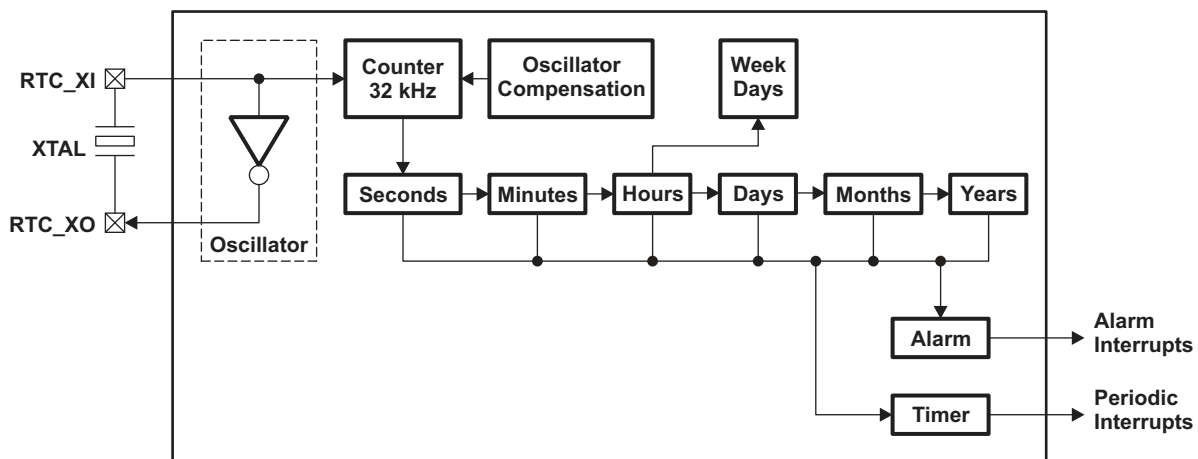 RTC_XI
XTAL
RTC_XO
Oscillator
Counter
32 kHz
Oscillator
Compensation
Week
Days
Seconds
Minutes
Hours
Days
Months
Years
Alarm
Alarm
Interrupts
Timer
Periodic
Interrupts